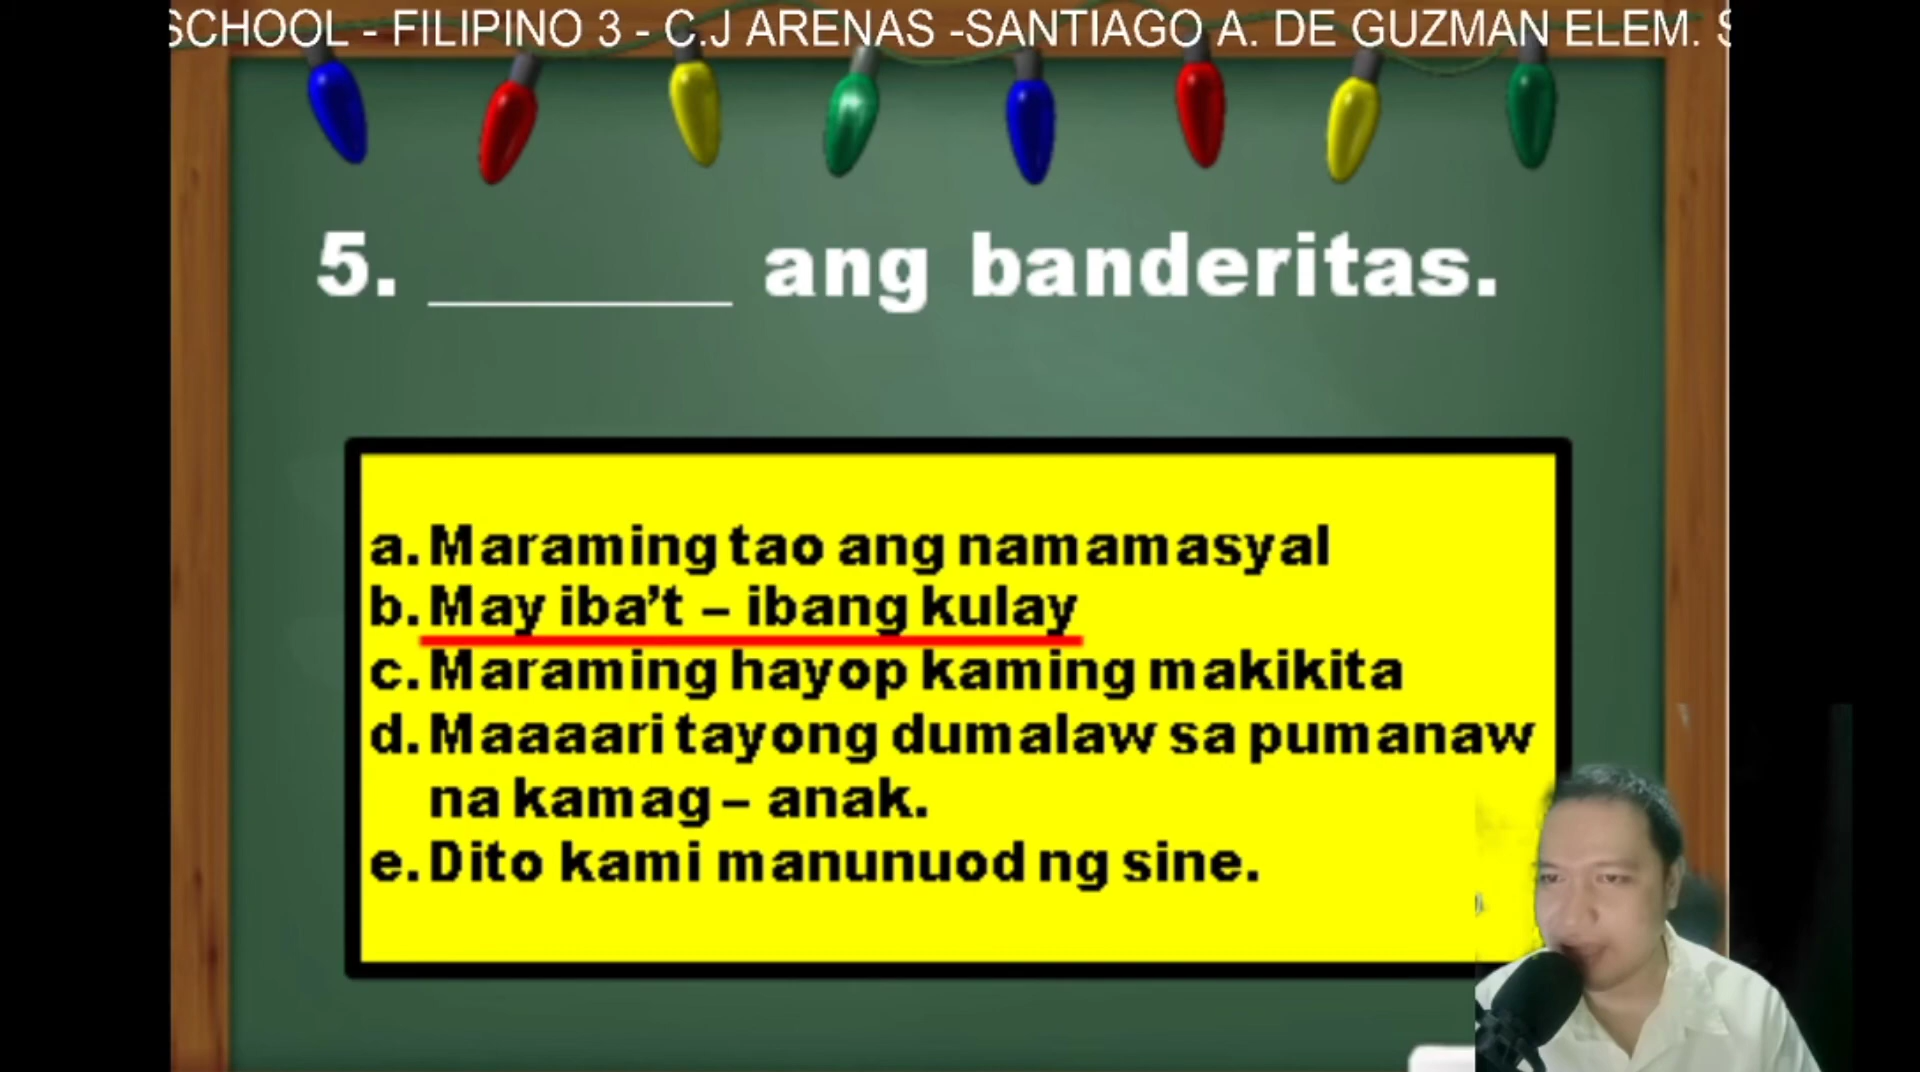 SCHOOL - FILIPINO 3 - C.J ARENAS -SANTIAGO A. DE GUZMAN ELEM. S
5. ________ ang banderitas.
a. Maraming tao ang namamasyal
b. May iba't – ibang kulay
c. Maraming hayop kaming makikita
d. Maaaari tayong dumalaw sa pumanaw
na kamag – anak.
e. Dito kami manunuod ng sine.